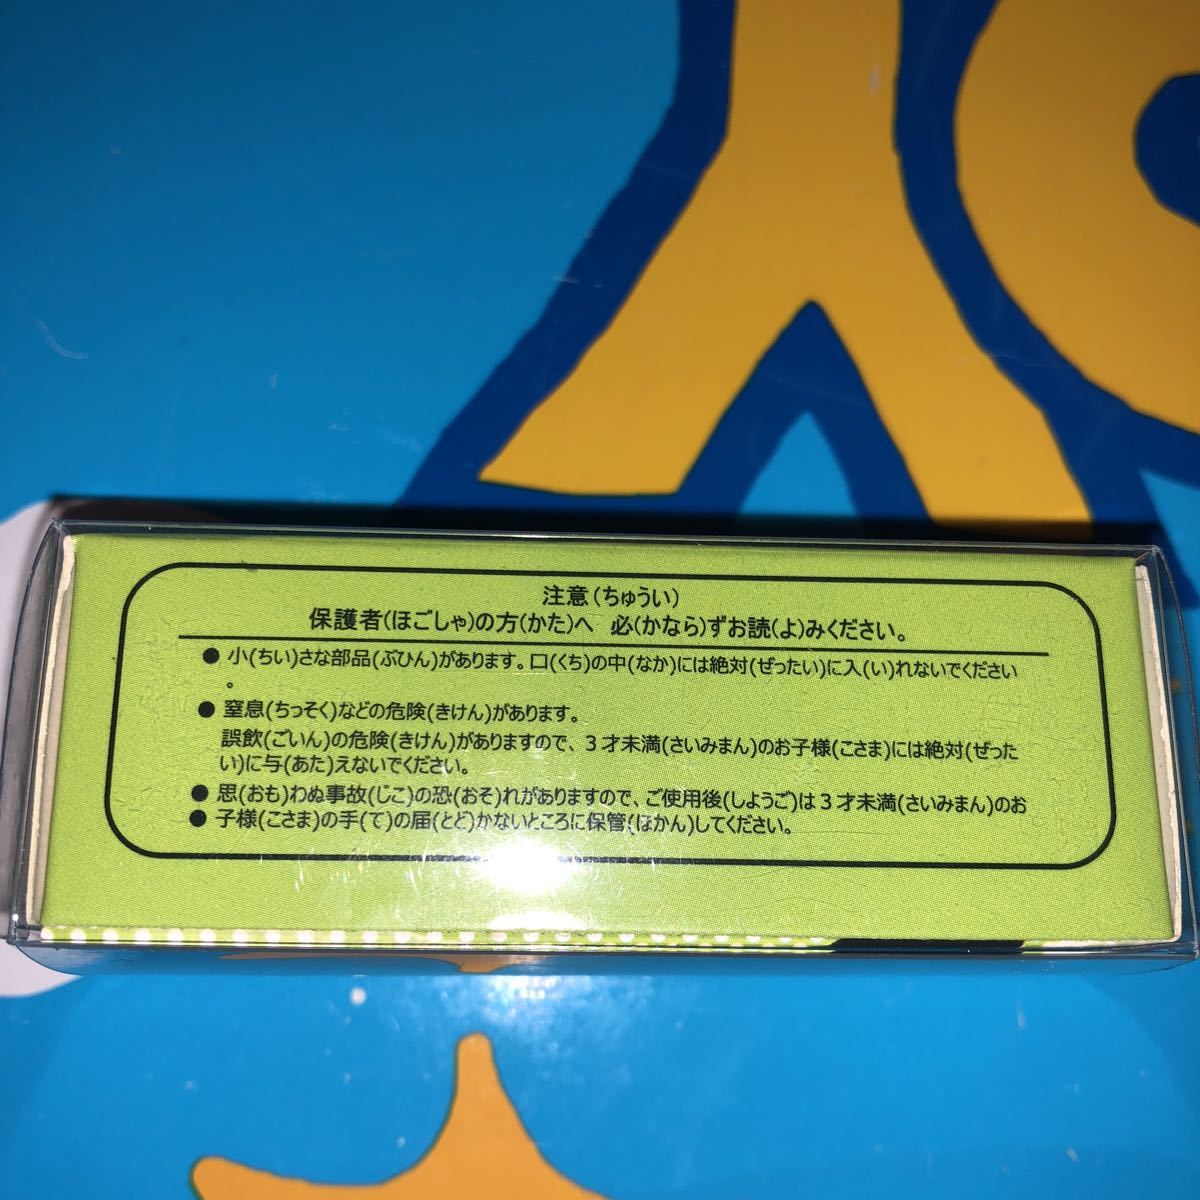 注意(ちゅうい)
保護者(ほごしゃ)の方(かた)へ 必(かなら)ずお読(よ)みください。
● 小(ちい)さな部品(ぶひん)があります。口(くち)の中(なか)には絶対(ぜったい)に入(い)れないでください
。
● 窒息(ちっそく)などの危険(きけん)があります。
誤飲(ごいん)の危険(きけん)がありますので、3才未満(さいみまん)のお子様(こさま)には絶対(ぜった
い)に与(あた)えないでください。
● 思(おも)わぬ事故(じこ)の恐(おそ)れがありますので、ご使用後(しようご)は3才未満(さいみまん)のお
● 子様(こさま)の手(て)の届(とど)かないところに保管(ほかん)してください。